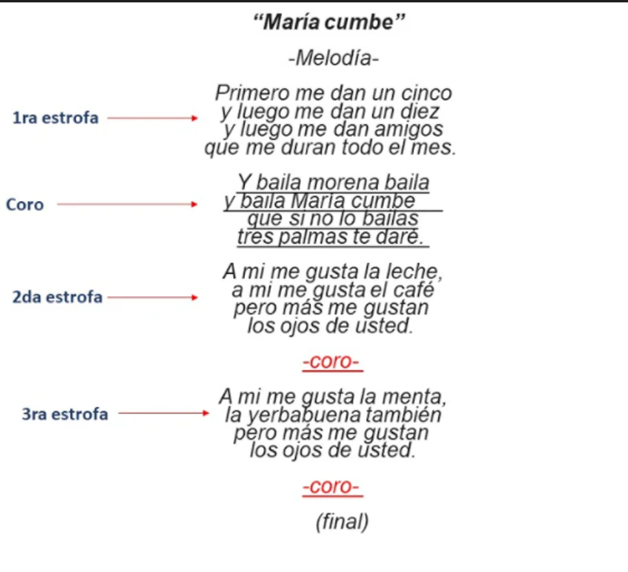 “María cumbe”
-Melodía-
Primero me dan un cinco
1ra estrofa
y luego me dan un diez
y luego me dan amigos
que me duran todo el mes.
Y baila morena baila
Coro
y baila María cumbe
que si no lo bailas
tres palmas te daré.
A mi me gusta la leche,
2da estrofa
a mi me gusta el café
pero más me gustan
los ojos de usted.
-coro-
A mi me gusta la menta,
3ra estrofa
la yerbabuena también
pero más me gustan
los ojos de usted.
-coro-
(final)